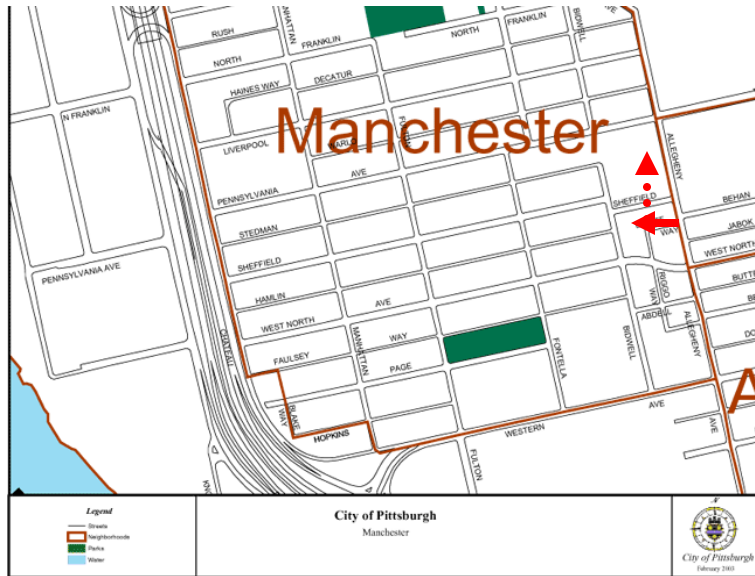 RUSH
MANHATTAN
FRANKLIN
NORTH
FRANKLIN
BIDWELL
NORTH
HAINES WAY
DECATUR
N FRANKLIN
Manchester
LIVERPOOL
ALLEGHENY
PENNSYLVANIA
AVE
SHEFFIELD
BEHAN
STEDMAN
WAY
JABOK
SHEFFIELD
WEST NORTH
PENNSYLVANIA AVE
HAMLIN
AVE
RIGGO
WAY
WEST NORTH
WAY
ABDELL
ALLEGHENY
CHATEAU
MANHATTAN
FAULSEY
PAGE
FONTELLA
BIDWELL
BLAKE
WAY
AVE
WESTERN
HOPKINS
AVE
FULTON
Legend
Streets
Neighborhoods
Parks
Water
City of Pittsburgh
Manchester
N
City of Pittsburgh
February 2003